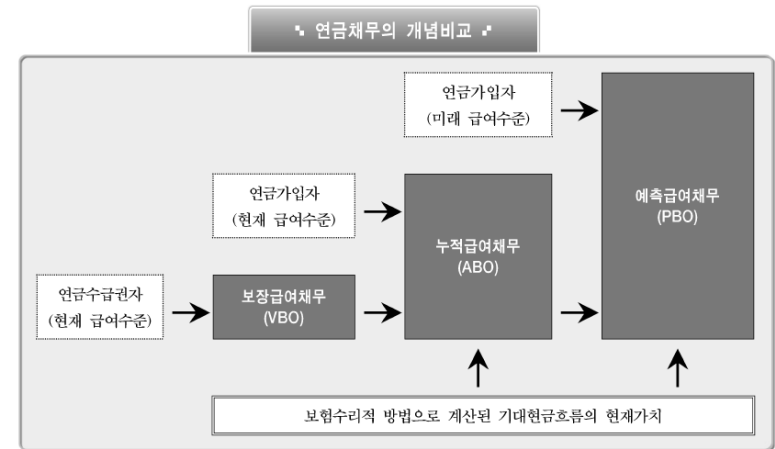 연금채무의 개념비교
연금가입자
(미래 급여수준)
예측급여채무
(PBO)
연금가입자
(현재 급여수준)
누적급여채무
(ABO)
연금수급권자
(현재 급여수준)
보장급여채무
(VBO)
보험수리적 방법으로 계산된 기대현금흐름의 현재가치